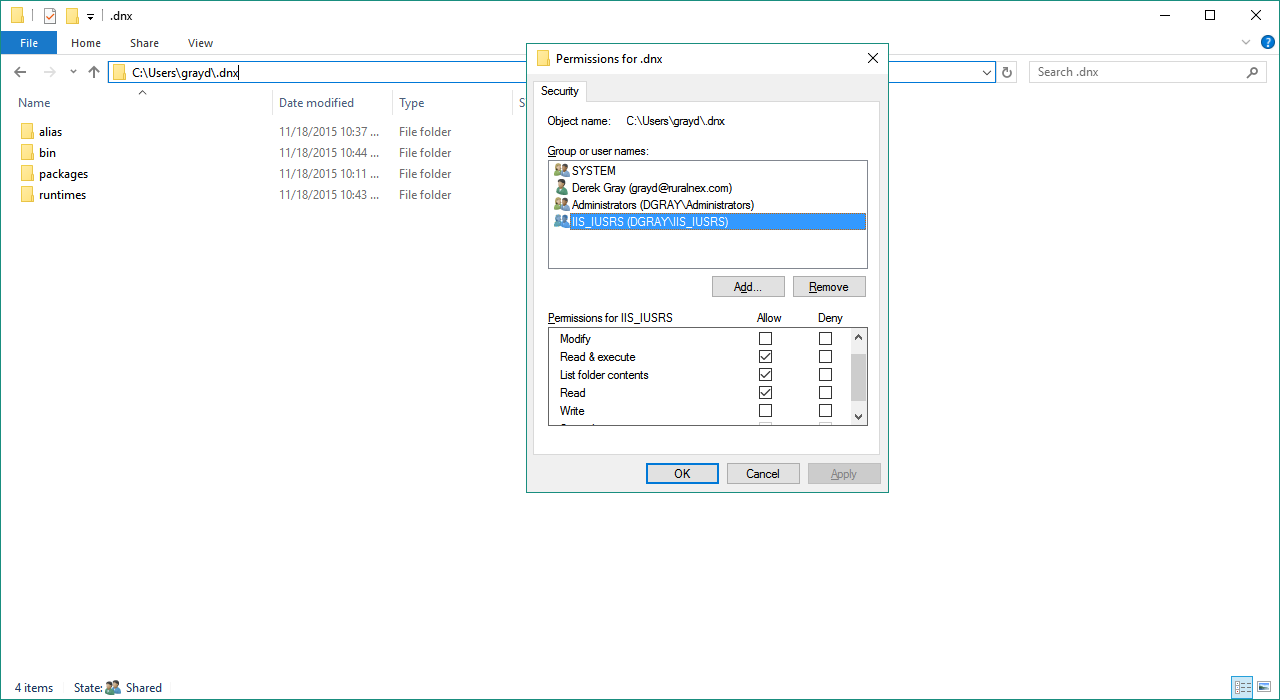 .dnx
File Home Share View
C:\Users\grayd\.dnx
Search .dnx
Name Date modified Type S
alias 11/18/2015 10:37 ... File folder
bin 11/18/2015 10:44 ... File folder
packages 11/18/2015 10:11 ... File folder
runtimes 11/18/2015 10:43 ... File folder
Permissions for .dnx
Security
Object name: C:\Users\grayd\.dnx
Group or user names:
SYSTEM
Derek Gray (grayd@ruralnex.com)
Administrators (DGRAY\Administrators)
IIS_IUSRS (DGRAY\IIS_IUSRS)
Add... Remove
Permissions for IIS_IUSRS Allow Deny
Modify
Read & execute
List folder contents
Read
Write
OK Cancel Apply
4 items State: Shared